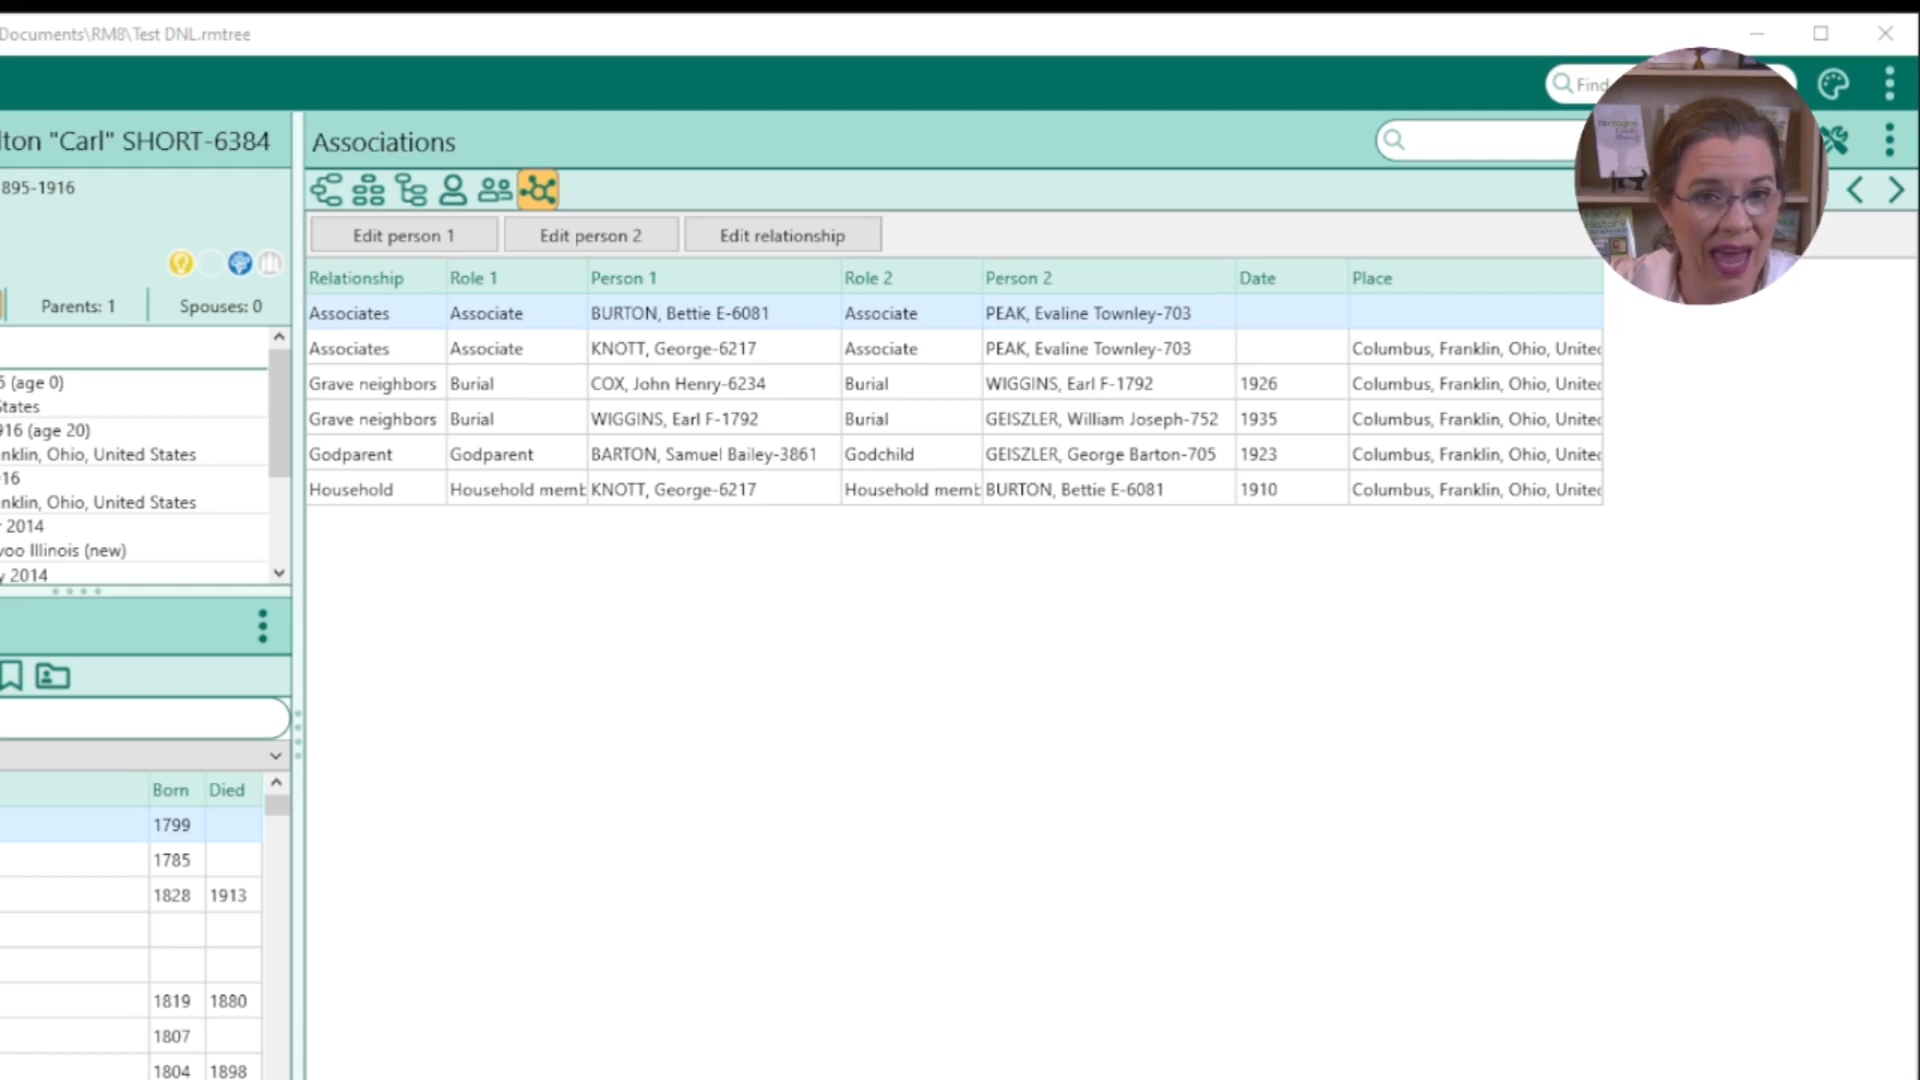 Documents\RM8\Test DNL.rmtree
Find
lton "Carl" SHORT-6384
Associations
895-1916
Edit person 1
Edit person 2
Edit relationship
Parents: 1
Spouses: 0
Relationship Role 1 Person 1 Role 2 Person 2 Date Place
Associates Associate BURTON, Bettie E-6081 Associate PEAK, Evaline Townley-703
Associates Associate KNOTT, George-6217 Associate PEAK, Evaline Townley-703 Columbus, Franklin, Ohio, Unite
Grave neighbors Burial COX, John Henry-6234 Burial WIGGINS, Earl F-1792 1926 Columbus, Franklin, Ohio, Unite
Grave neighbors Burial WIGGINS, Earl F-1792 Burial GEISZLER, William Joseph-752 1935 Columbus, Franklin, Ohio, Unite
Godparent Godparent BARTON, Samuel Bailey-3861 Godchild GEISZLER, George Barton-705 1923 Columbus, Franklin, Ohio, Unite
Household Household memb KNOTT, George-6217 Household memb BURTON, Bettie E-6081 1910 Columbus, Franklin, Ohio, Unite
5 (age 0)
States
916 (age 20)
nklin, Ohio, United States
16
nklin, Ohio, United States
r 2014
voo Illinois (new)
y 2014
Born Died
1799
1785
1828 1913
1819 1880
1807
1804 1898